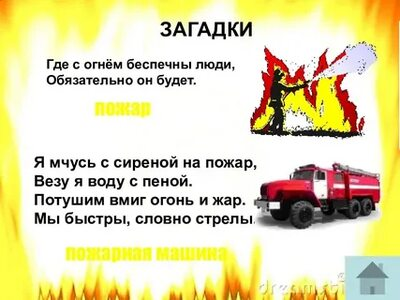 ЗАГАДКИ
Где с огнём беспечны люди,
Обязательно он будет.
пожар
Я мчусь с сиреной на пожар,
Везу я воду с пеной.
Потушим вмиг огонь и жар.
Мы быстры, словно стрелы.
пожарная машина